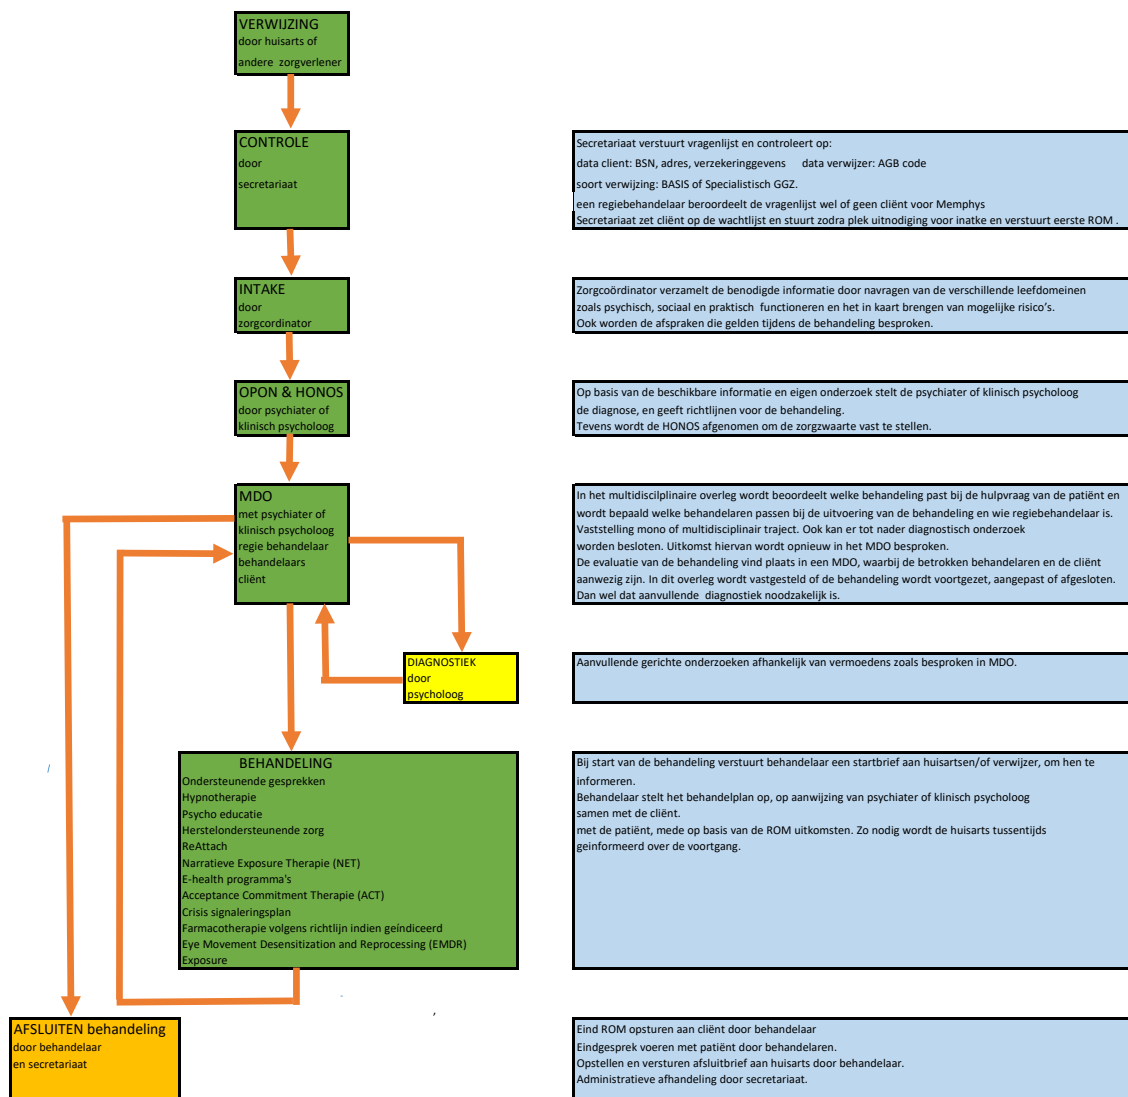 VERWIJZING
door huisarts of
andere zorgverlener
CONTROLE
door
secretariaat
Secretariaat verstuurt vragenlijst en controleert op:
data client: BSN, adres, verzekeringgevens data verwijzer: AGB code
soort verwijzing: BASIS of Specialistisch GGZ.
een regiebehandelaar beroordeelt de vragenlijst wel of geen cliënt voor Memphys
Secretariaat zet cliënt op de wachtlijst en stuurt zodra plek uitnodiging voor inatke en verstuurt eerste ROM .
INTAKE
door
zorgcordinator
Zorgcoördinator verzamelt de benodigde informatie door navragen van de verschillende leefdomeinen
zoals psychisch, sociaal en praktisch functioneren en het in kaart brengen van mogelijke risico's.
Ook worden de afspraken die gelden tijdens de behandeling besproken.
OPON & HONOS
door psychiater of
klinisch psycholoog
Op basis van de beschikbare informatie en eigen onderzoek stelt de psychiater of klinisch psycholoog
de diagnose, en geeft richtlijnen voor de behandeling.
Tevens wordt de HONOS afgenomen om de zorgzwaarte vast te stellen.
MDO
met psychiater of
klinisch psycholoog
regie behandelaar
behandelaars
cliënt
In het multidiscilplinaire overleg wordt beoordeelt welke behandeling past bij de hulpvraag van de patiënt en
wordt bepaald welke behandelaren passen bij de uitvoering van de behandeling en wie regiebehandelaar is.
Vaststelling mono of multidisciplinair traject. Ook kan er tot nader diagnostisch onderzoek
worden besloten. Uitkomst hiervan wordt opnieuw in het MDO besproken.
De evaluatie van de behandeling vind plaats in een MDO, waarbij de betrokken behandelaren en de cliënt
aanwezig zijn. In dit overleg wordt vastgesteld of de behandeling wordt voortgezet, aangepast of afgesloten.
Dan wel dat aanvullende diagnostiek noodzakelijk is.
DIAGNOSTIEK
door
psycholoog
Aanvullende gerichte onderzoeken afhankelijk van vermoedens zoals besproken in MDO.
BEHANDELING
Ondersteunende gesprekken
Hypnotherapie
Psycho educatie
Herstelondersteunende zorg
ReAttach
Narratieve Exposure Therapie (NET)
E-health programma's
Acceptance Commitment Therapie (ACT)
Crisis signaleringsplan
Farmacotherapie volgens richtlijn indien geíndiceerd
Eye Movement Desensitization and Reprocessing (EMDR)
Exposure
Bij start van de behandeling verstuurt behandelaar een startbrief aan huisartsen/of verwijzer, om hen te
informeren.
Behandelaar stelt het behandelplan op, op aanwijzing van psychiater of klinisch psycholoog
samen met de cliënt.
met de patiënt, mede op basis van de ROM uitkomsten. Zo nodig wordt de huisarts tussentijds
geinformeerd over de voortgang.
AFSLUITEN behandeling
door behandelaar
en secretariaat
Eind ROM opsturen aan cliënt door behandelaar
Eindgesprek voeren met patiënt door behandelaren.
Opstellen en versturen afsluitbrief aan huisarts door behandelaar.
Administratieve afhandeling door secretariaat.